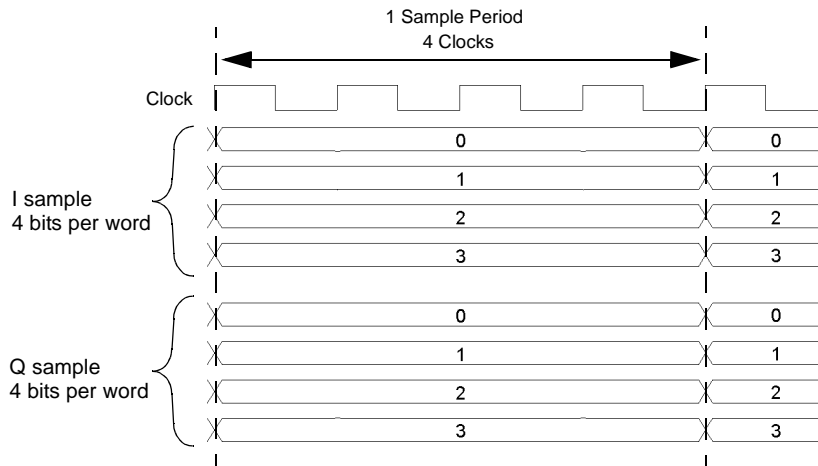 1 Sample Period
4 Clocks
Clock
I sample
4 bits per word
0 0
1 1
2 2
3 3
Q sample
4 bits per word
0 0
1 1
2 2
3 3